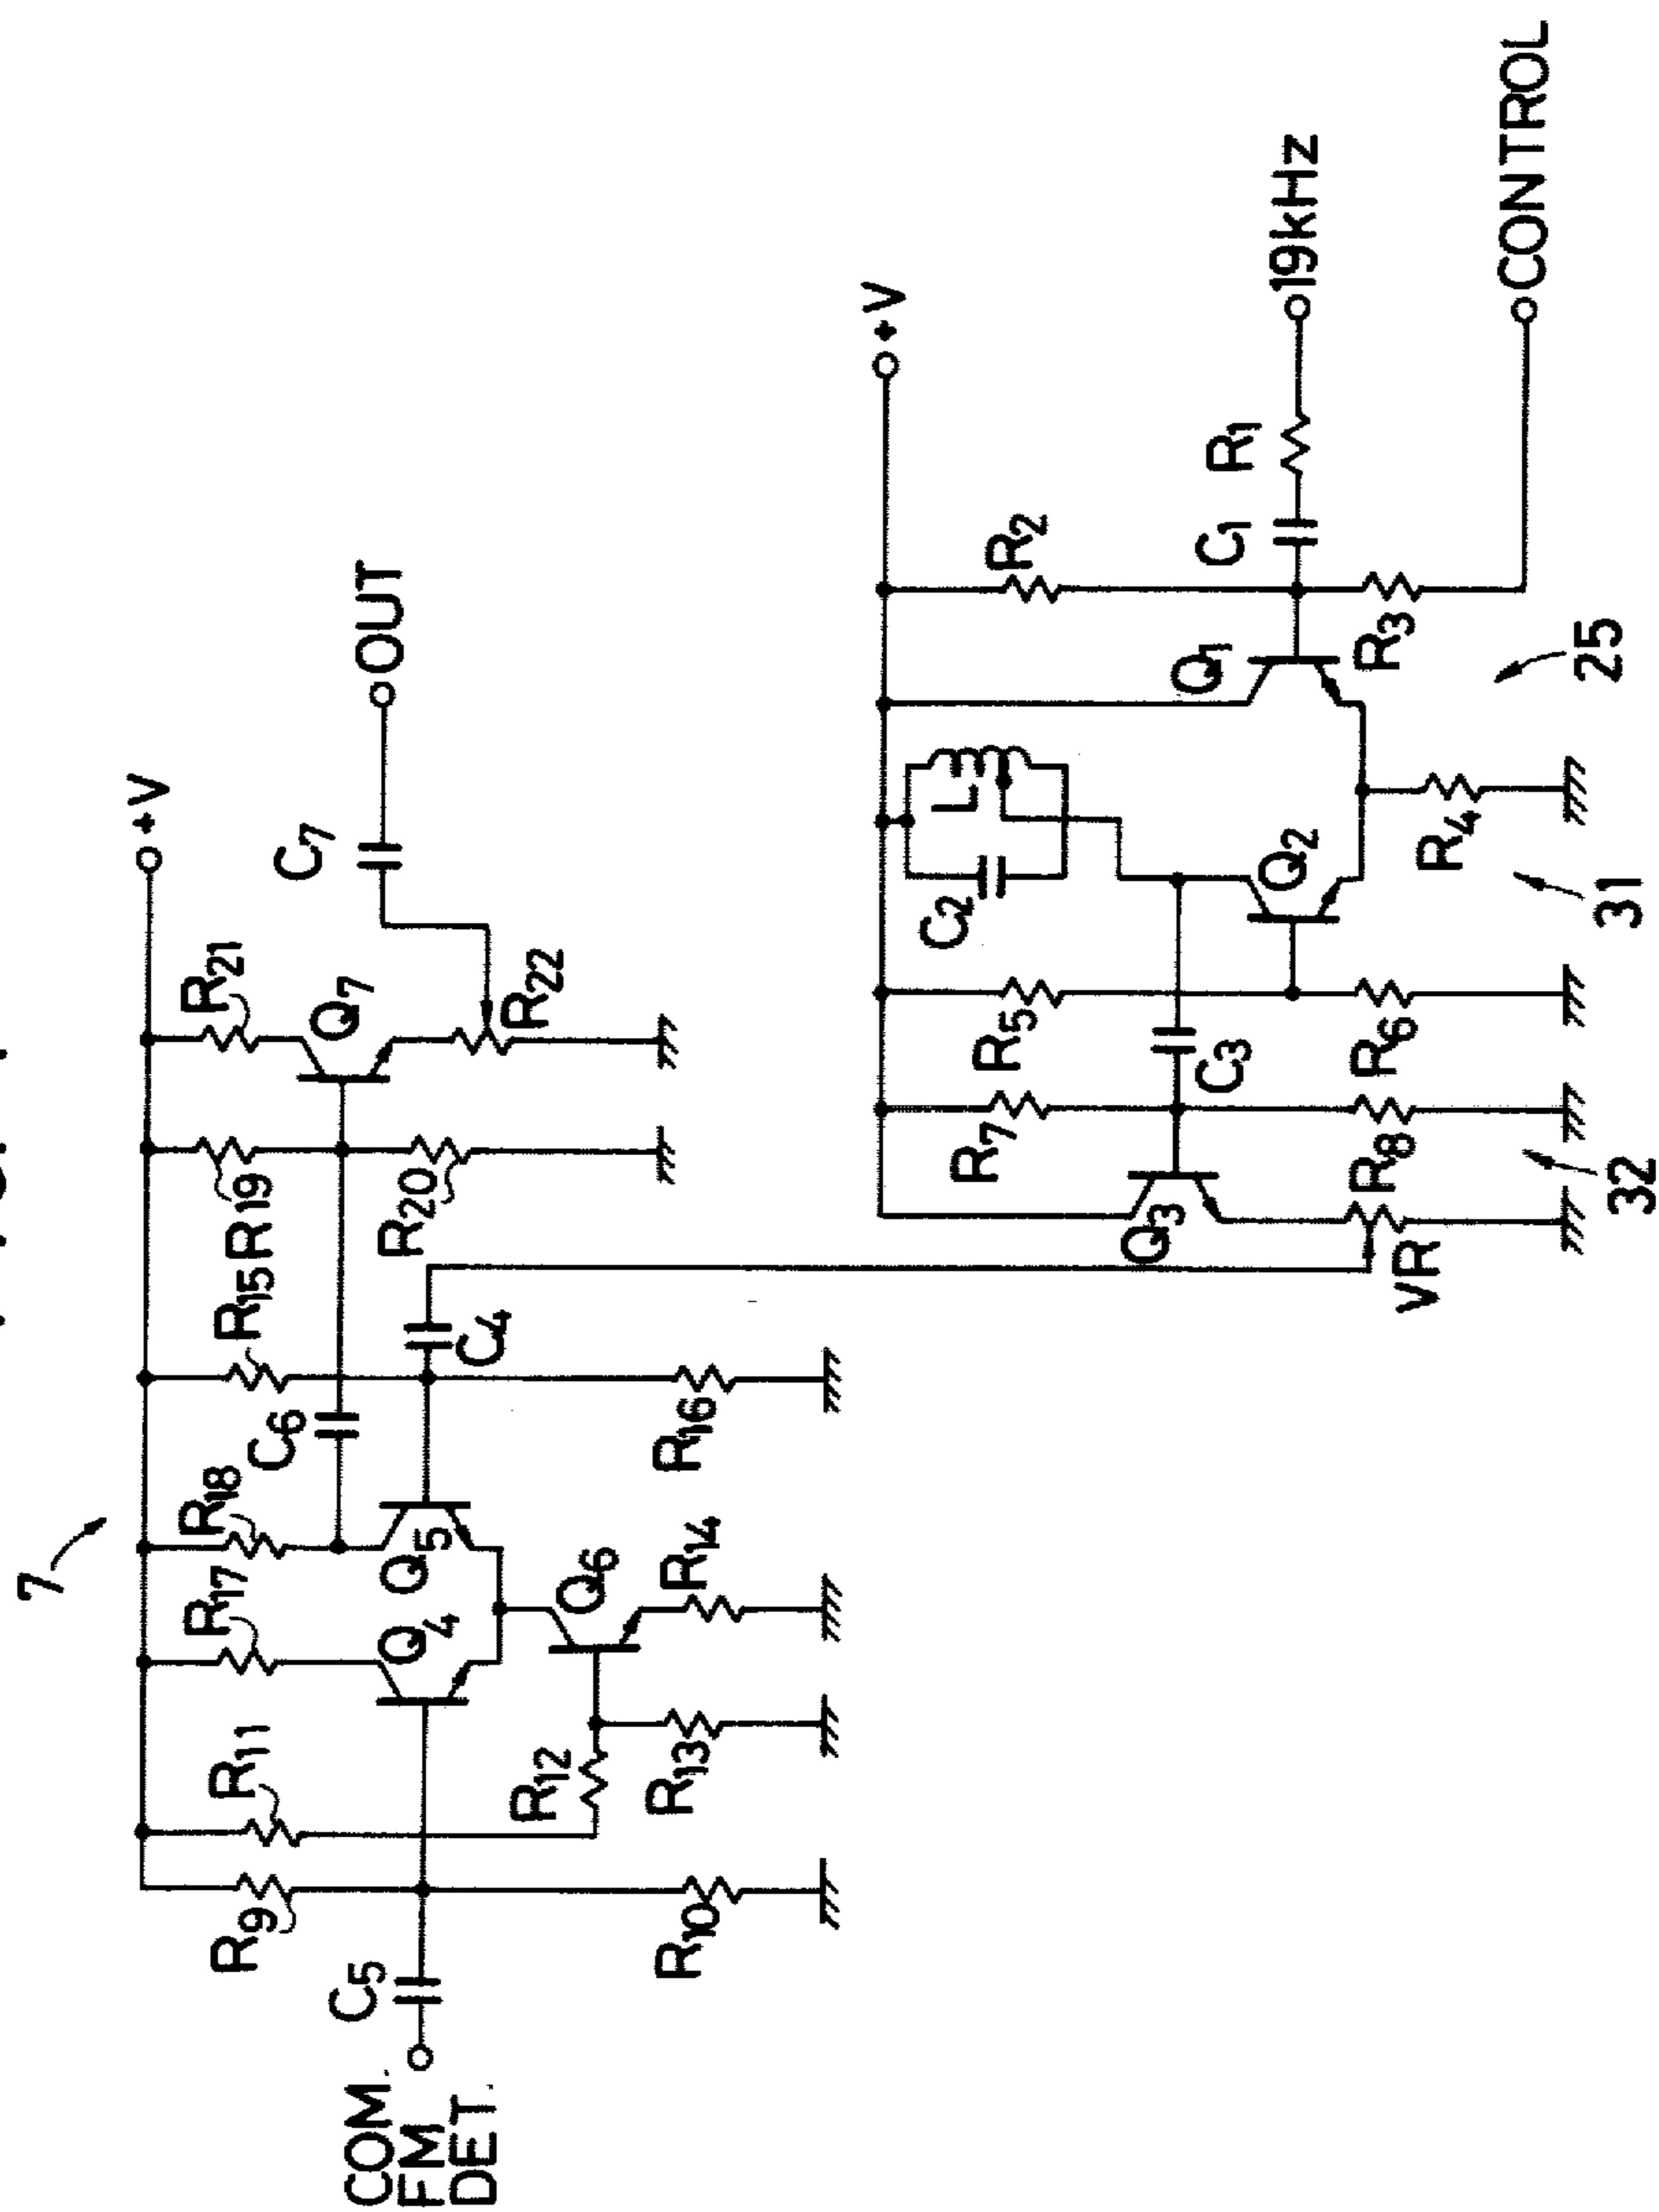 7
+V
R9
R11
R17
R18
R15
R19
R21
C6
C7
OUT
Q7
R20
R22
C5
COM.
FM
DET.
Q4
Q5
C4
R12
Q6
R10
R13
R14
R16
+V
C2
L
R2
R7
R5
C3
Q3
Q2
Q1
C1
R1
19kHz
VR
R8
R6
R4
R3
CONTROL
32
31
25